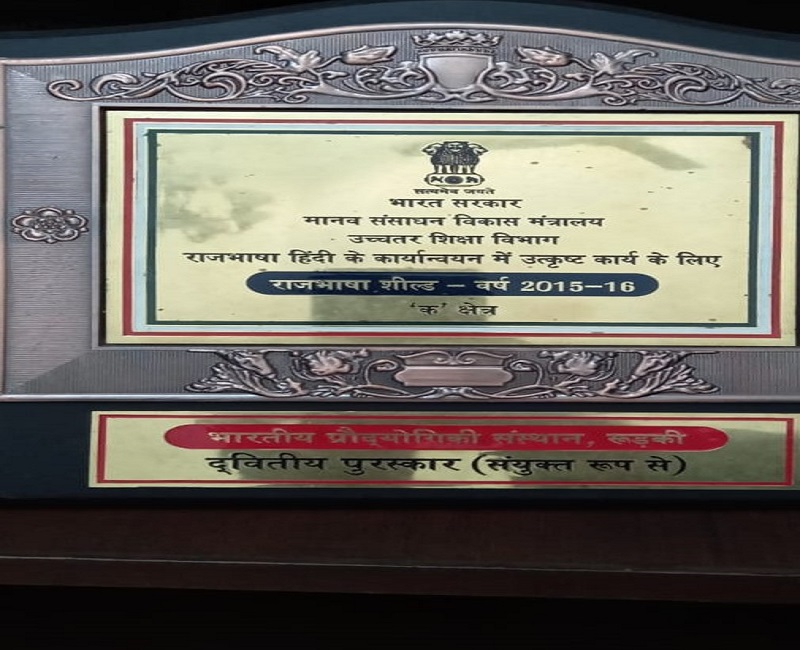 सत्यमेव जयते
भारत सरकार
मानव संसाधन विकास मंत्रालय
उच्चतर शिक्षा विभाग
राजभाषा हिंदी के कार्यान्वयन में उत्कृष्ट कार्य के लिए
राजभाषा शील्ड – वर्ष 2015–16
'क' क्षेत्र
भारतीय प्रौद्योगिकी संस्थान, रूड़की
द्वितीय पुरस्कार (संयुक्त रूप से)